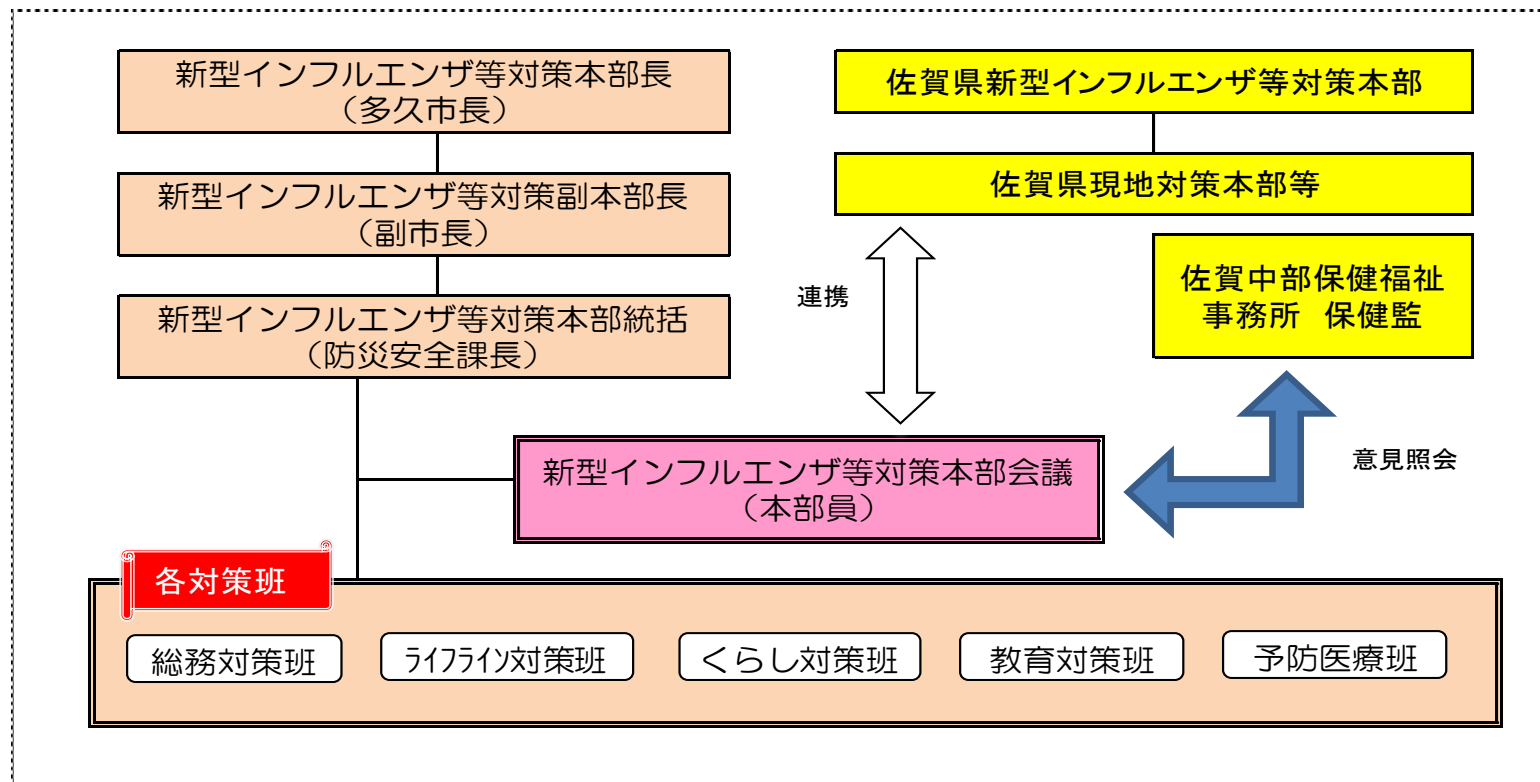 新型インフルエンザ等対策本部長
（多久市長）
新型インフルエンザ等対策副本部長
（副市長）
新型インフルエンザ等対策本部統括
（防災安全課長）
佐賀県新型インフルエンザ等対策本部
佐賀県現地対策本部等
佐賀中部保健福祉
事務所　保健監
連携
意見照会
新型インフルエンザ等対策本部会議
（本部員）
各対策班
総務対策班
ﾗｲﾌﾗｲﾝ対策班
くらし対策班
教育対策班
予防医療班